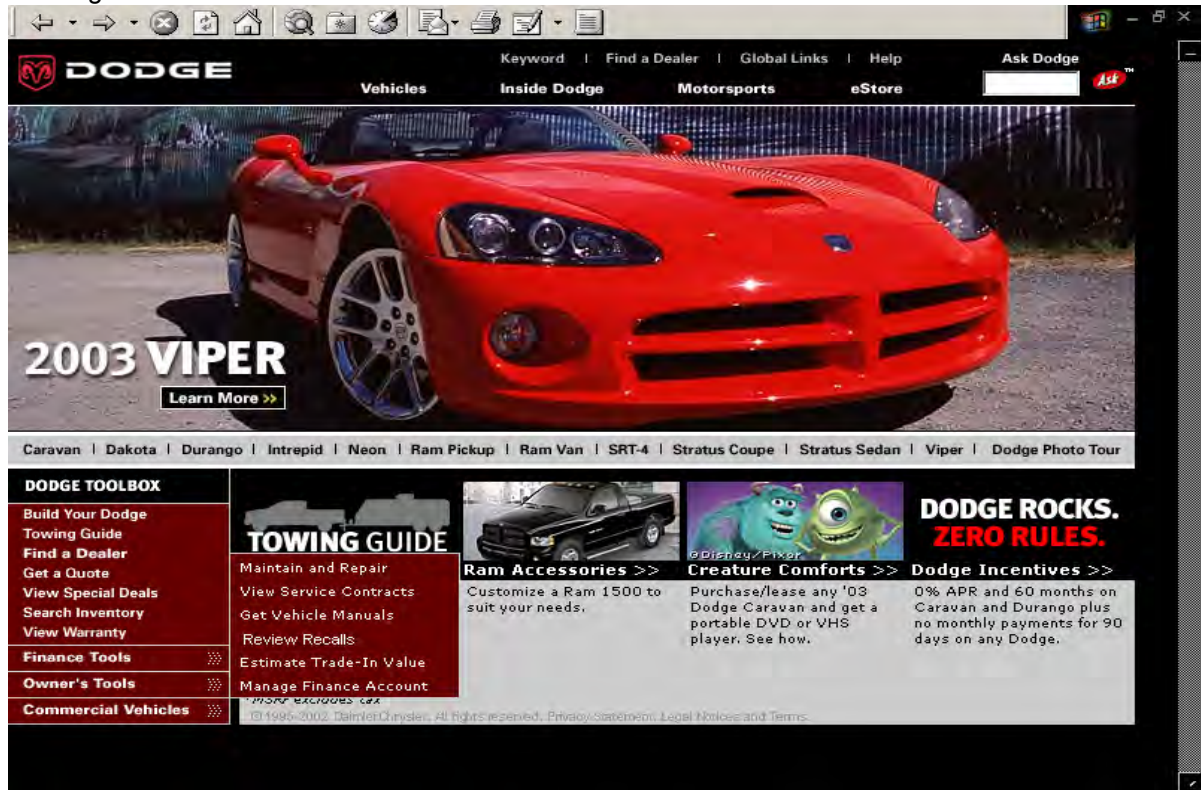 DODGE
Keyword | Find a Dealer | Global Links | Help
Ask Dodge
Ask™
Vehicles Inside Dodge Motorsports eStore
2003 VIPER
Learn More >>
Caravan | Dakota | Durango | Intrepid | Neon | Ram Pickup | Ram Van | SRT-4 | Stratus Coupe | Stratus Sedan | Viper | Dodge Photo Tour
DODGE TOOLBOX
Build Your Dodge
Towing Guide
Find a Dealer
Get a Quote
View Special Deals
Search Inventory
View Warranty
Finance Tools
Owner's Tools
Commercial Vehicles
TOWING GUIDE
Maintain and Repair
View Service Contracts
Get Vehicle Manuals
Review Recalls
Estimate Trade-In Value
Manage Finance Account
Ram Accessories >>
Customize a Ram 1500 to
suit your needs.
©Disney/Pixar
Creature Comforts >>
Purchase/lease any '03
Dodge Caravan and get a
portable DVD or VHS
player. See how.
DODGE ROCKS.
ZERO RULES.
Dodge Incentives >>
0% APR and 60 months on
Caravan and Durango plus
no monthly payments for 90
days on any Dodge.
*MSRP excludes tax
©1996-2002 DaimlerChrysler. All rights reserved. Privacy Statement. Legal Notices and Terms.